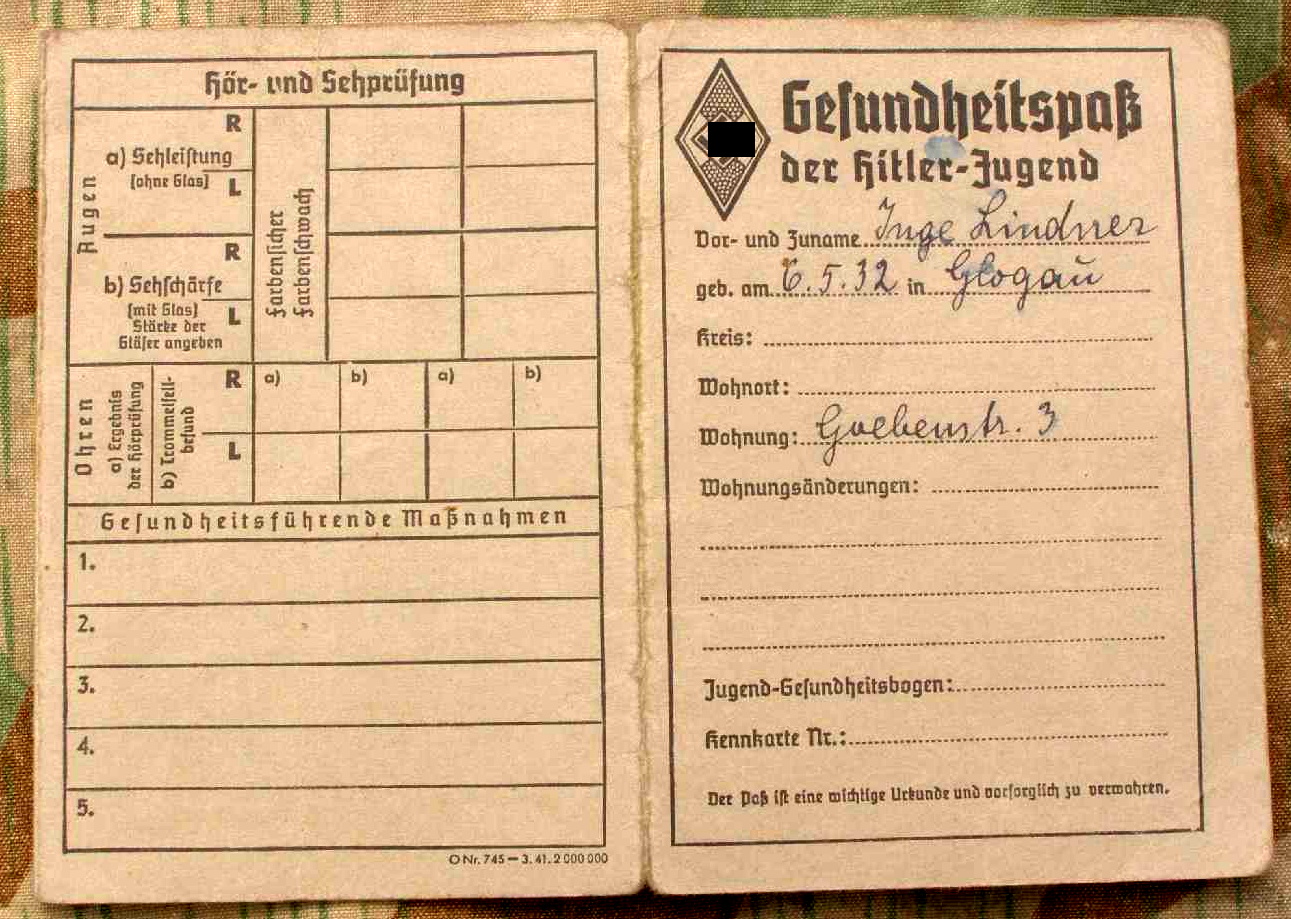 Hör- und Sehprüfung
Augen
R
a) Sehleistung
(ohne Glas)
L
R
b) Sehschärfe
(mit Glas)
Stärke der
Gläser angeben
L
Farbensicher
Farbenschwach
Ohren
a) Ergebnis
der Hörprüfung
b) Trommelfell-
befund
R
L
a) b) a) b)
Gesundheitsführende Maßnahmen
1.
2.
3.
4.
5.
O Nr. 745 — 3. 41. 2 000 000
Gesundheitspaß
der Hitler-Jugend
Vor- und Zuname Inge Lindner
geb. am 6.5.32 in Glogau
Kreis:
Wohnort:
Wohnung: Goebenstr. 3
Wohnungsänderungen:
Jugend-Gesundheitsbogen:
Kennkarte Nr.:
Der Paß ist eine wichtige Urkunde und vorsorglich zu verwahren.